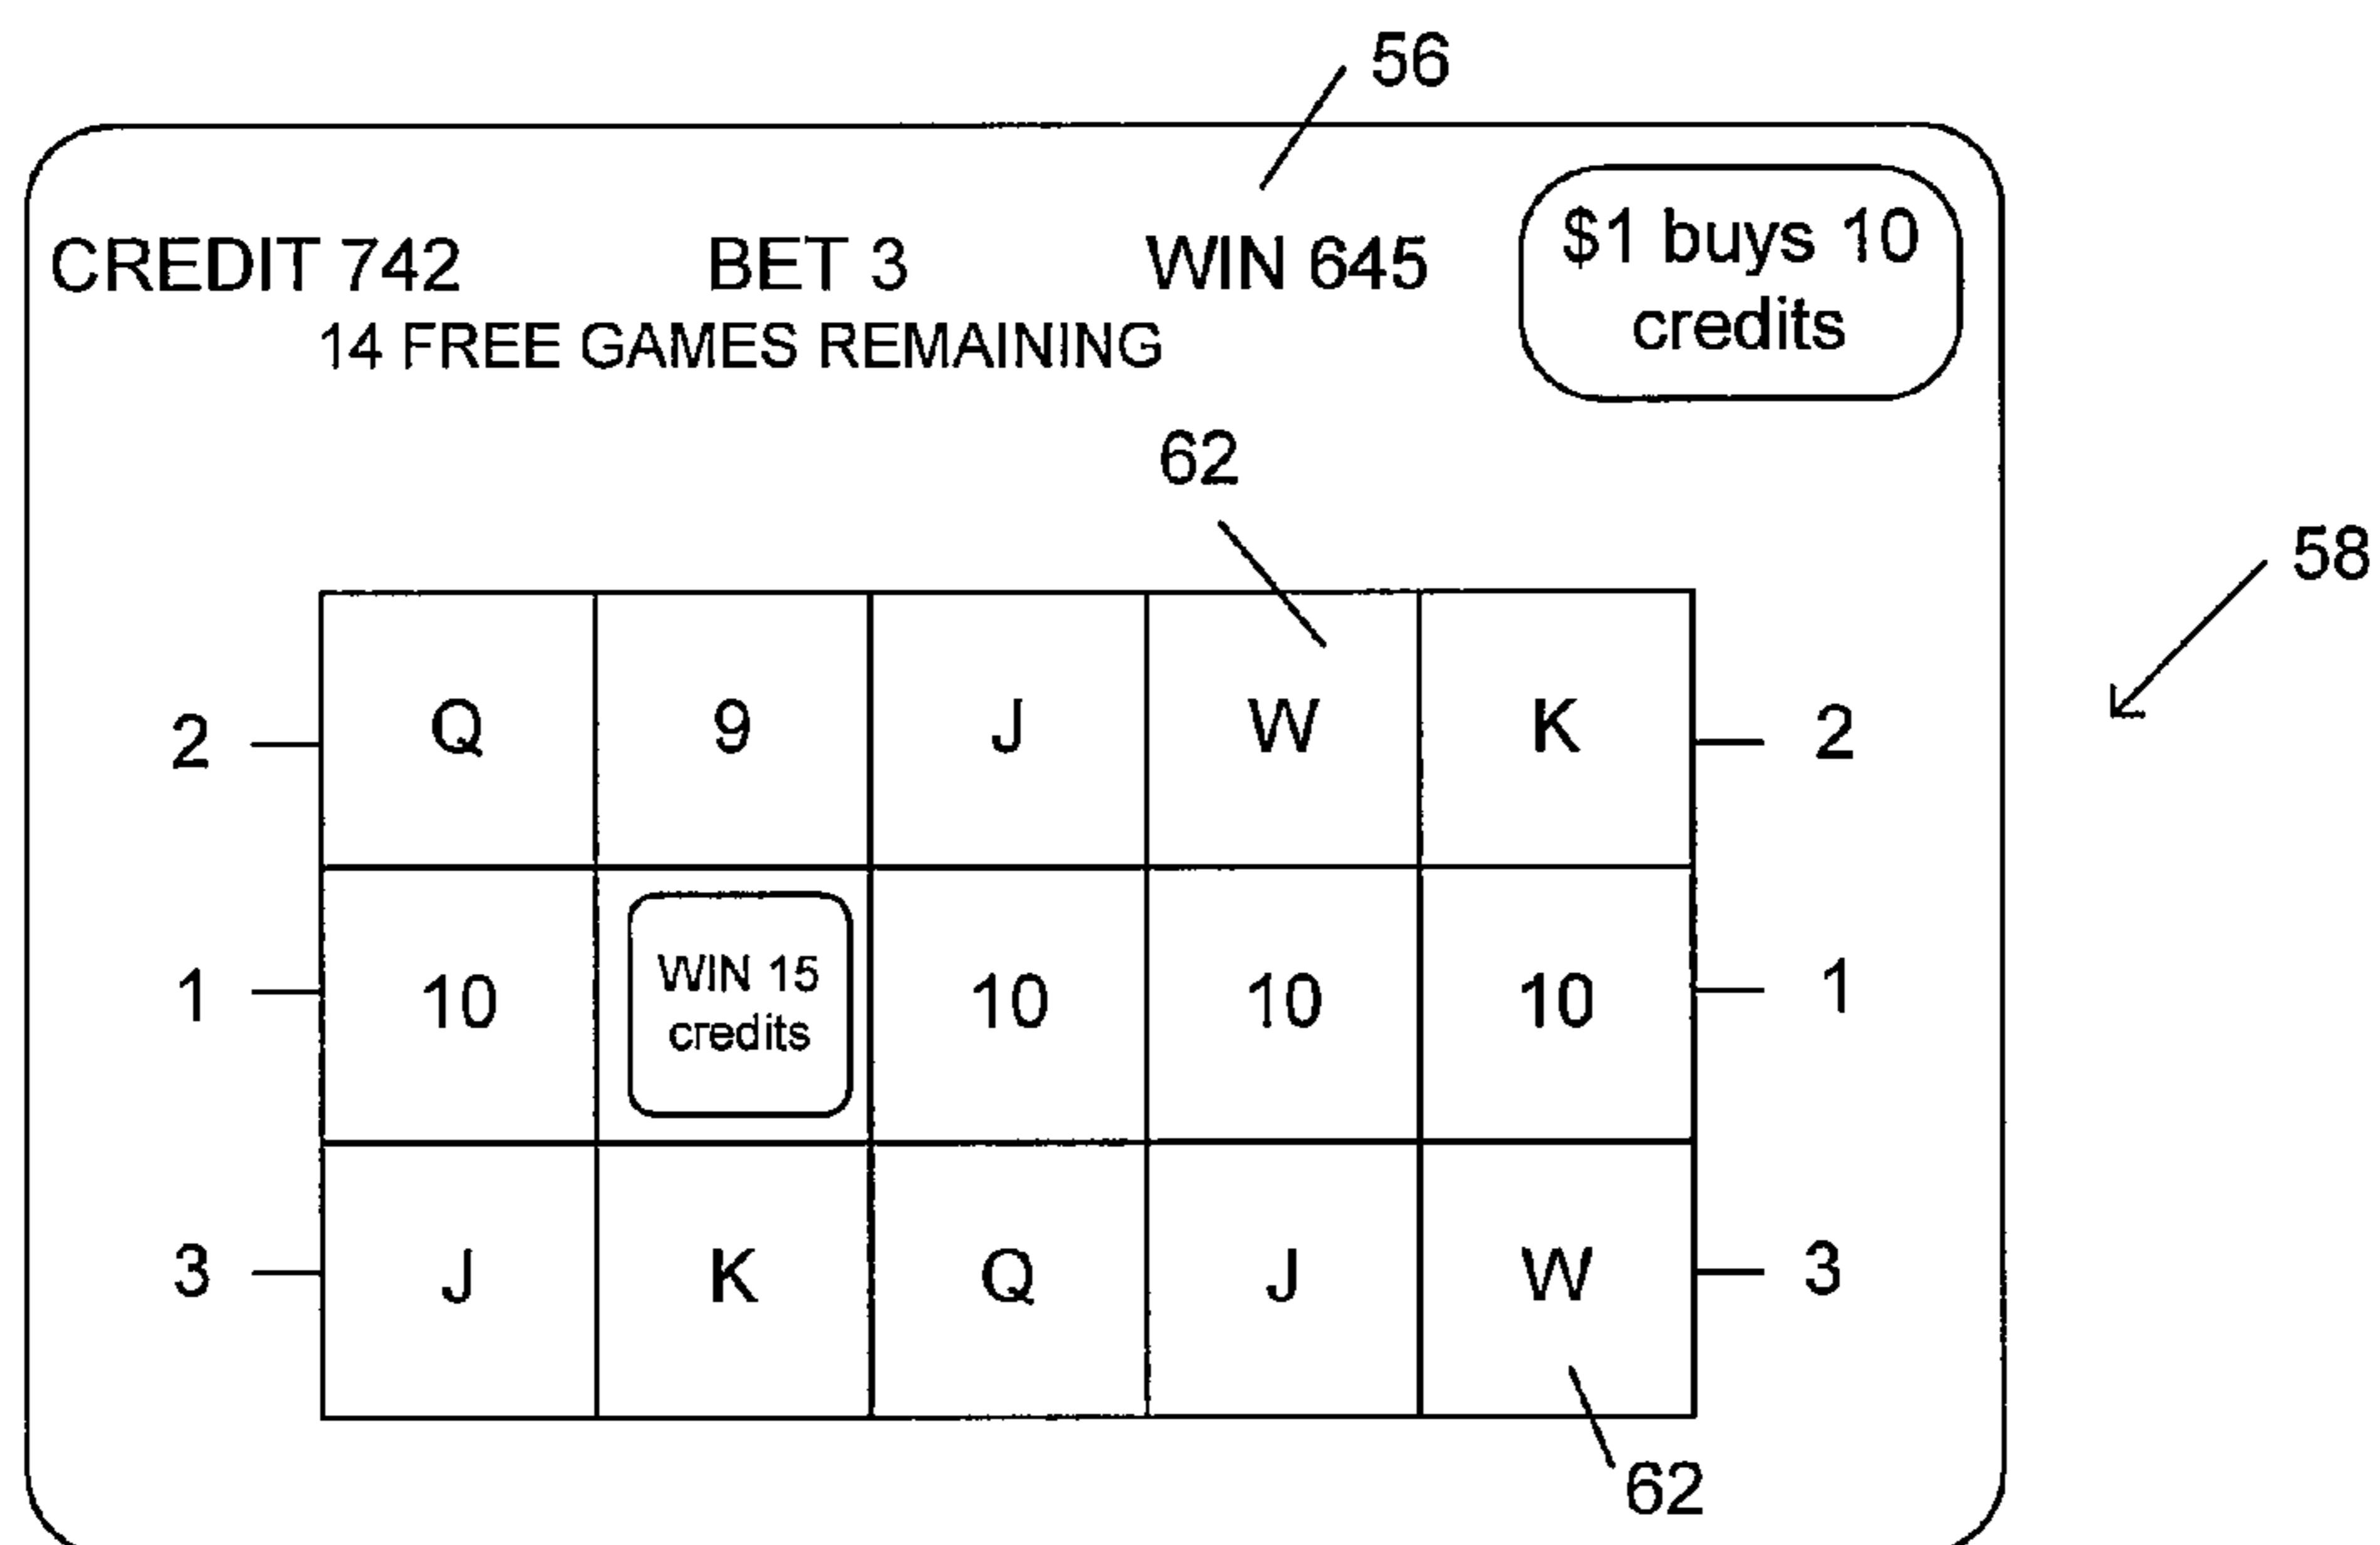 56
CREDIT 742 BET 3 WIN 645
$1 buys 10
credits
14 FREE GAMES REMAINING
62
58
2 Q 9 J W K 2
1 10 WIN 15
credits 10 10 10 1
3 J K Q J W 3
62